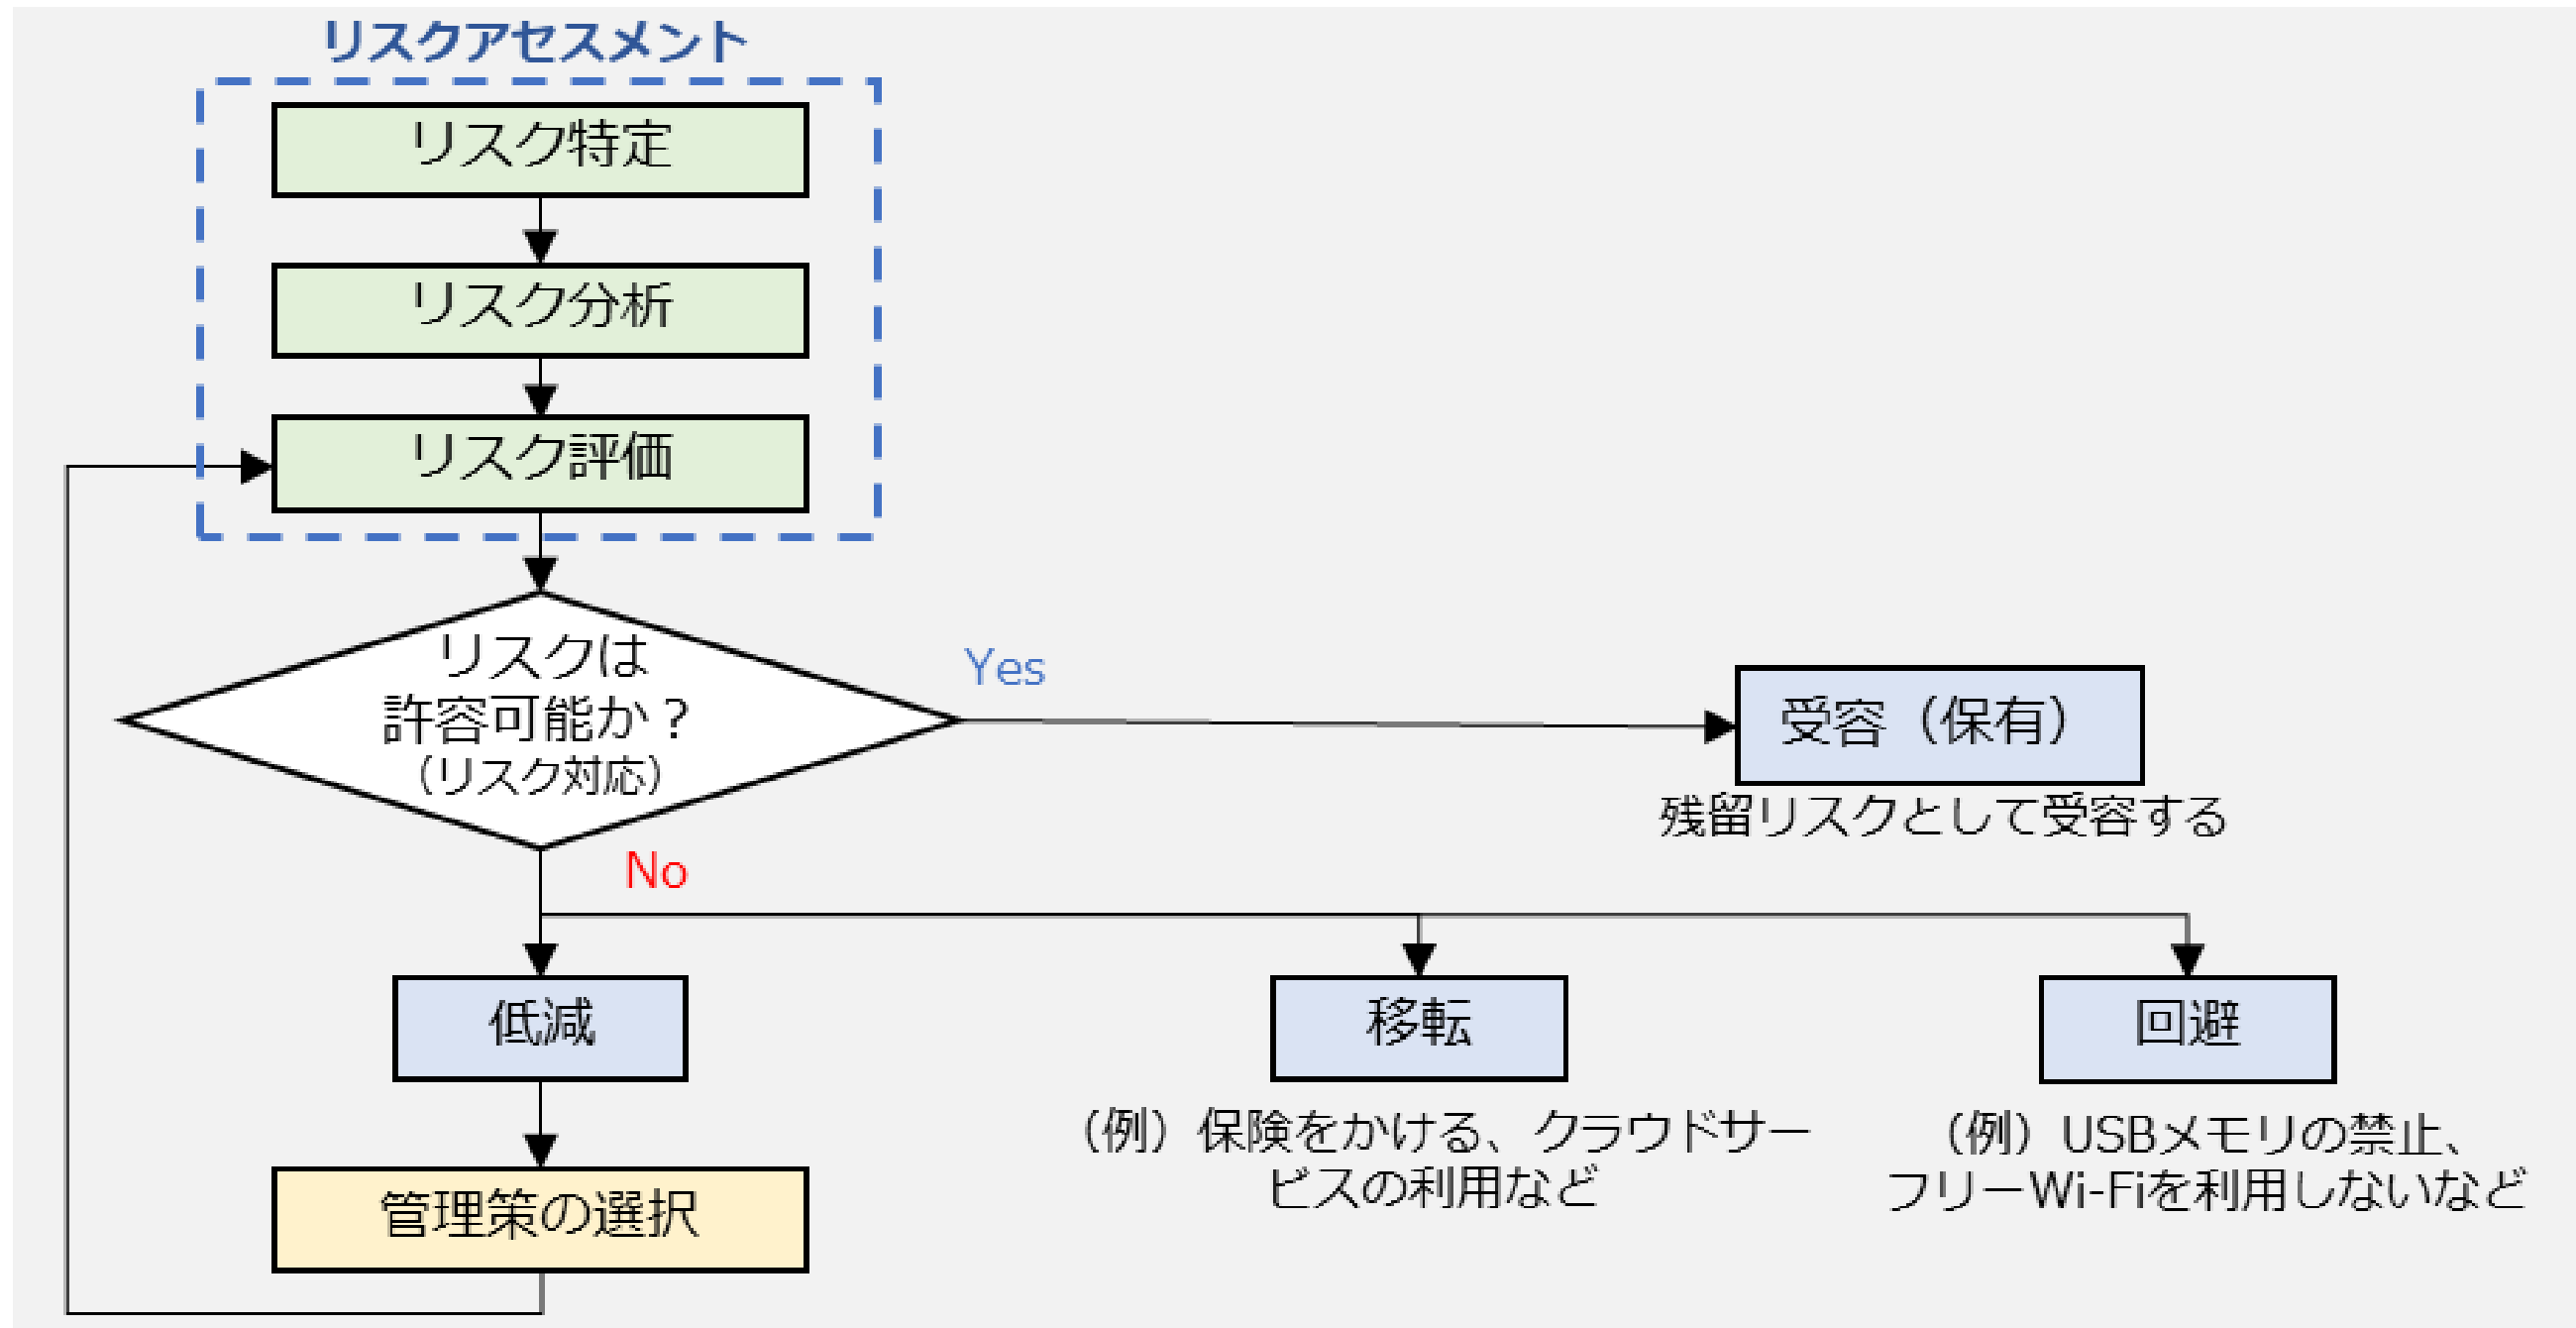 リスクアセスメント
リスク特定
リスク分析
リスク評価
リスクは
許容可能か？
（リスク対応）
Yes
受容（保有）
残留リスクとして受容する
No
低減
移転
回避
（例）保険をかける、クラウドサー
ビスの利用など
（例）USBメモリの禁止、
フリーWi-Fiを利用しないなど
管理策の選択